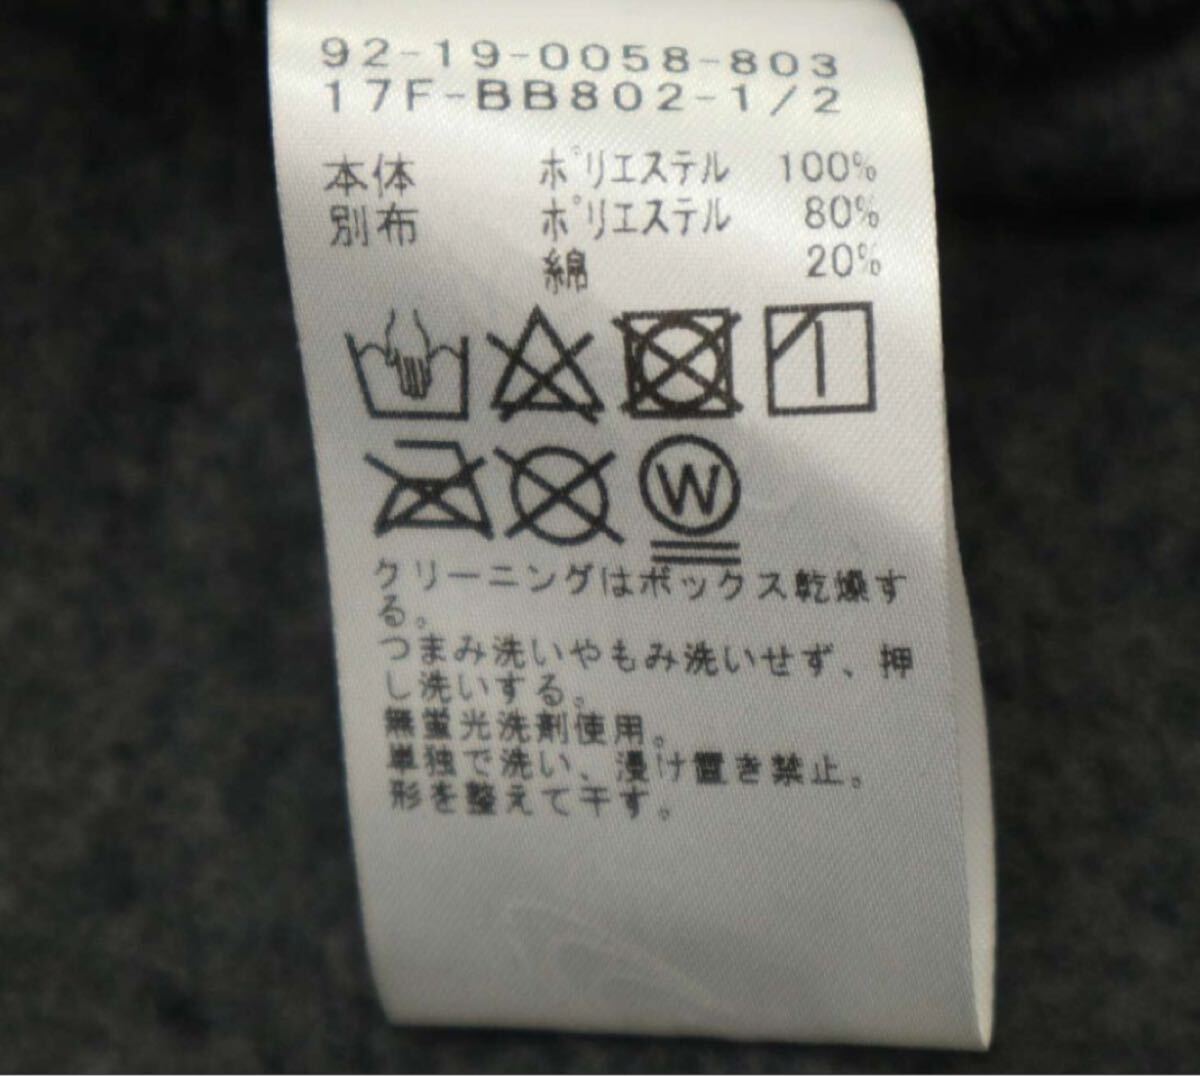 92-19-0058-803
17F-BB802-1/2
本体 ポリエステル 100%
別布 ポリエステル 80%
綿 20%
W
クリーニングはボックス乾燥す
る。
つまみ洗いやもみ洗いせず、押
し洗いする。
無蛍光洗剤使用。
単独で洗い、浸け置き禁止。
形を整えて干す。